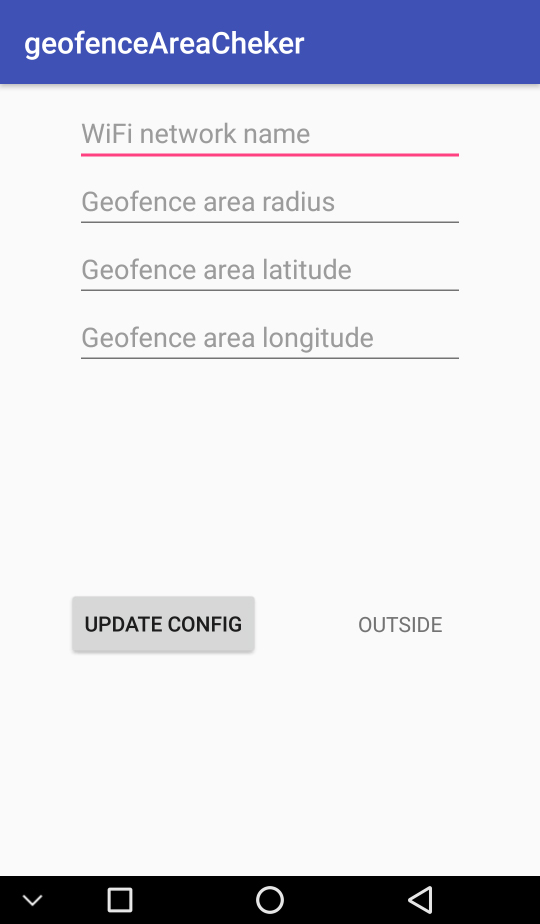 geofenceAreaCheker
WiFi network name
Geofence area radius
Geofence area latitude
Geofence area longitude
UPDATE CONFIG
OUTSIDE